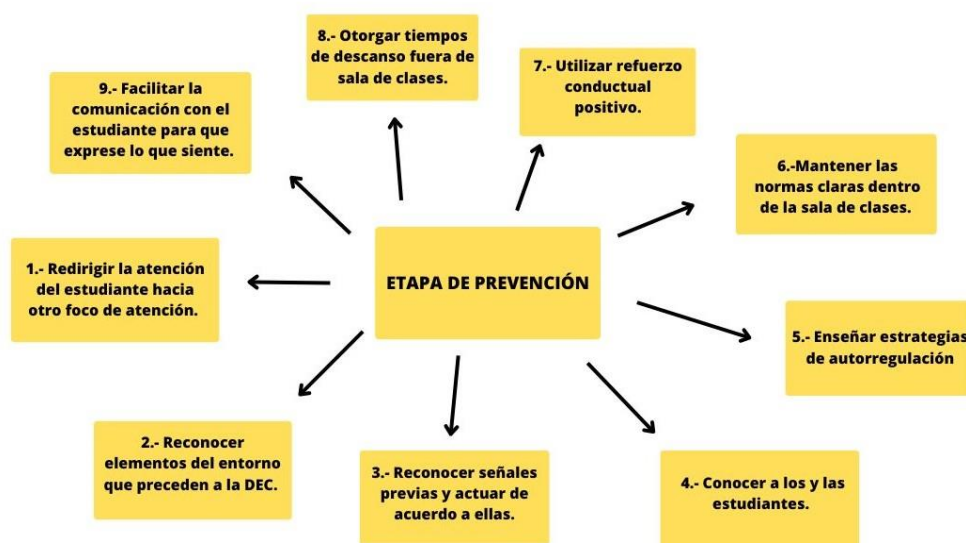 ETAPA DE PREVENCIÓN
1.- Redirigir la atención
del estudiante hacia
otro foco de atención.
2.- Reconocer
elementos del entorno
que preceden a la DEC.
3.- Reconocer señales
previas y actuar de
acuerdo a ellas.
4.- Conocer a los y las
estudiantes.
5.- Enseñar estrategias
de autorregulación
6.-Mantener las
normas claras dentro
de la sala de clases.
7.- Utilizar refuerzo
conductual
positivo.
8.- Otorgar tiempos
de descanso fuera de
sala de clases.
9.- Facilitar la
comunicación con el
estudiante para que
exprese lo que siente.